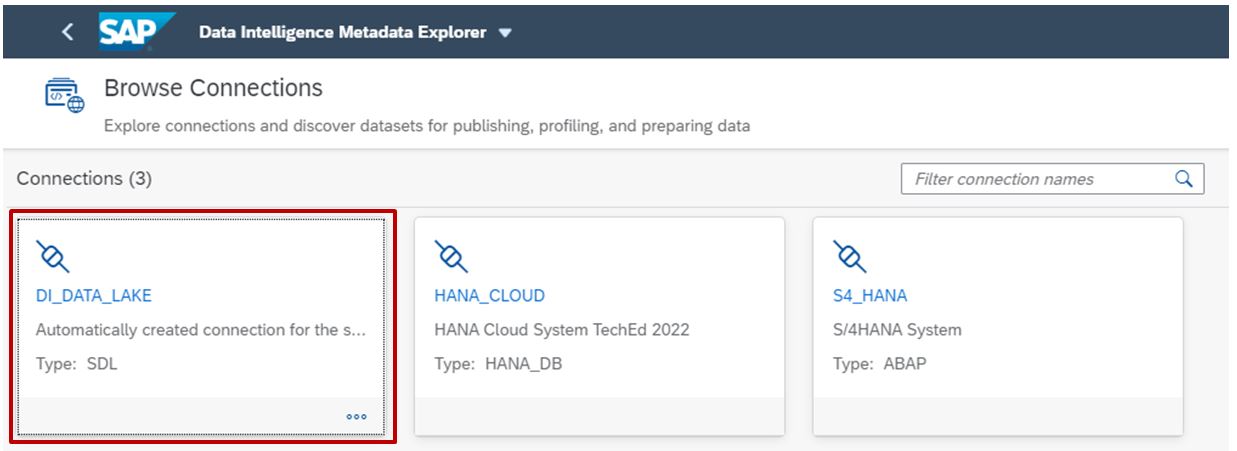 SAP Data Intelligence Metadata Explorer
Browse Connections
Explore connections and discover datasets for publishing, profiling, and preparing data
Connections (3)
Filter connection names
DI_DATA_LAKE
Automatically created connection for the s...
Type: SDL
HANA_CLOUD
HANA Cloud System TechEd 2022
Type: HANA_DB
S4_HANA
S/4HANA System
Type: ABAP